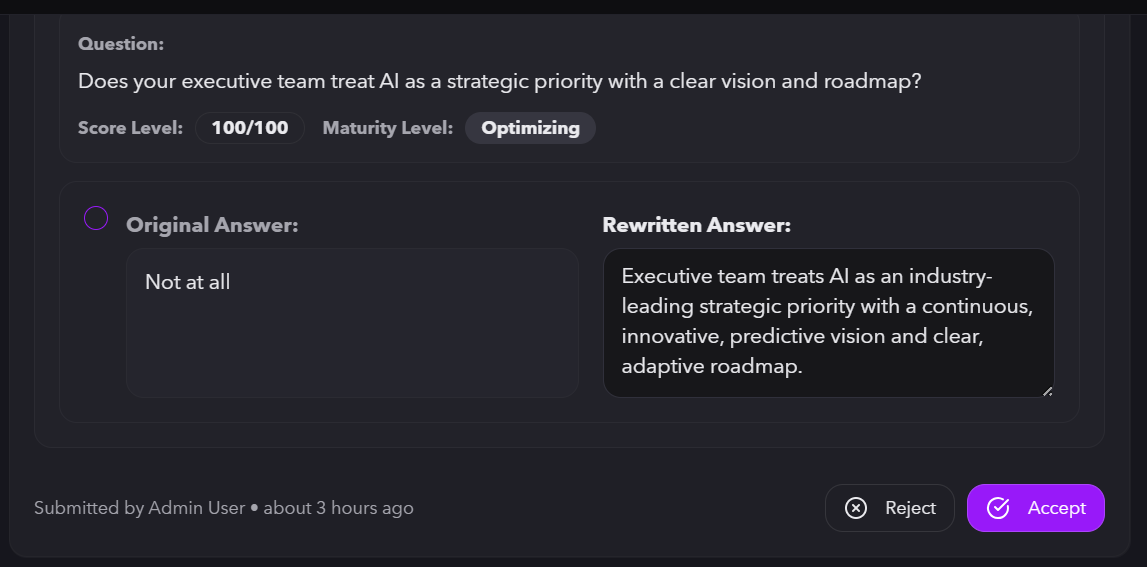 Question:
Does your executive team treat AI as a strategic priority with a clear vision and roadmap?
Score Level: 100/100 Maturity Level: Optimizing
Original Answer:
Not at all
Rewritten Answer:
Executive team treats AI as an industry-
leading strategic priority with a continuous,
innovative, predictive vision and clear,
adaptive roadmap.
Submitted by Admin User • about 3 hours ago
Reject
Accept